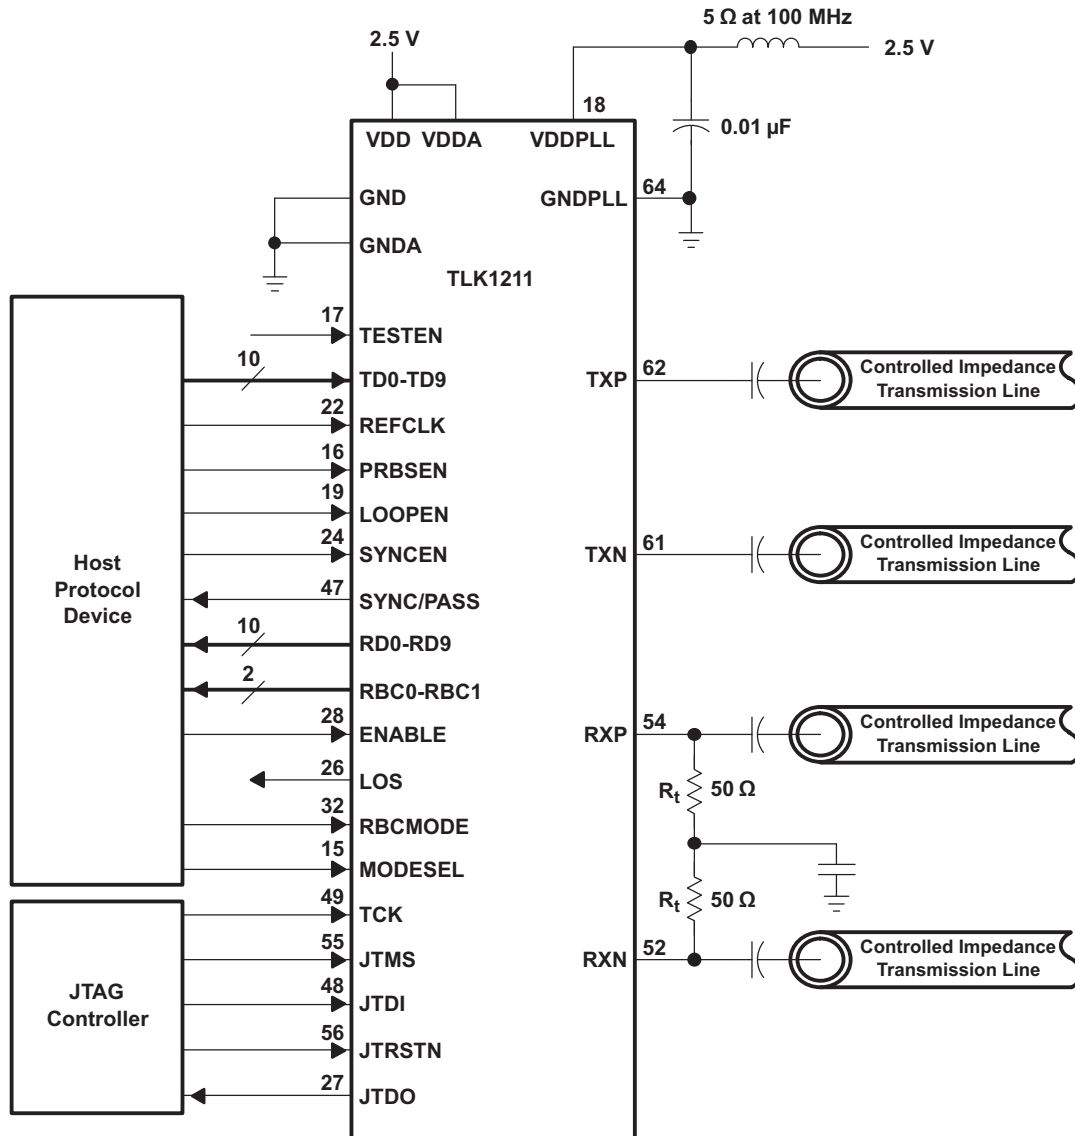 5 Ω at 100 MHz
2.5 V
2.5 V
18
0.01 µF
VDD VDDA VDDPLL
GND
GNDPLL 64
GNDA
TLK1211
17 TESTEN
10 TD0-TD9
22 REFCLK
16 PRBSEN
19 LOOPEN
24 SYNCEN
47 SYNC/PASS
10 RD0-RD9
2 RBC0-RBC1
28 ENABLE
26 LOS
32 RBCMODE
15 MODESEL
49 TCK
55 JTMS
48 JTDI
56 JTRSTN
27 JTDO
Host
Protocol
Device
JTAG
Controller
TXP 62
Controlled Impedance
Transmission Line
TXN 61
Controlled Impedance
Transmission Line
RXP 54
Controlled Impedance
Transmission Line
Rt 50 Ω
Rt 50 Ω
RXN 52
Controlled Impedance
Transmission Line